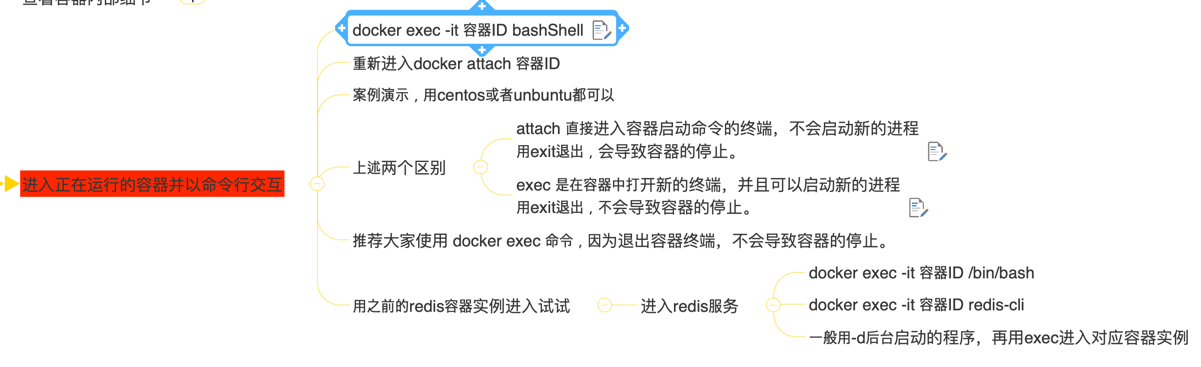 查看容器内部细节
docker exec -it 容器ID bashShell
重新进入docker attach 容器ID
案例演示，用centos或者unbuntu都可以
attach 直接进入容器启动命令的终端，不会启动新的进程
用exit退出，会导致容器的停止。
上述两个区别
进入正在运行的容器并以命令行交互
exec 是在容器中打开新的终端，并且可以启动新的进程
用exit退出，不会导致容器的停止。
推荐大家使用 docker exec 命令，因为退出容器终端，不会导致容器的停止。
docker exec -it 容器ID /bin/bash
用之前的redis容器实例进入试试
进入redis服务
docker exec -it 容器ID redis-cli
一般用-d后台启动的程序，再用exec进入对应容器实例